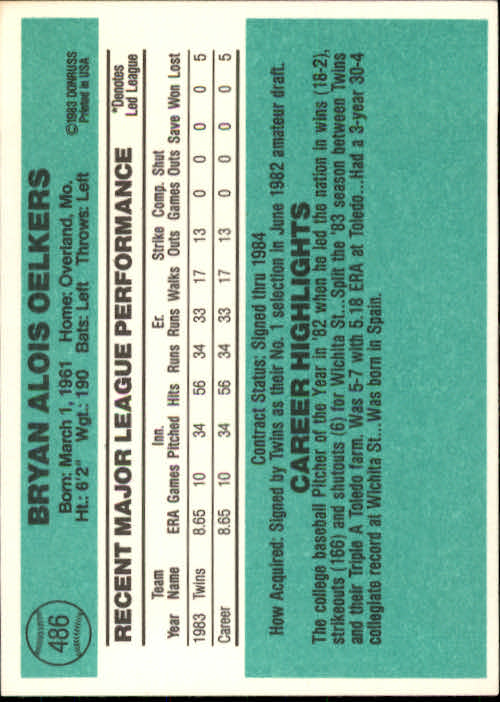 486
BRYAN ALOIS OELKERS
Born: March 1, 1961 Home: Overland, Mo.
Ht.: 6'2" Wgt.: 190 Bats: Left Throws: Left
©1983 DONRUSS
Printed in USA
RECENT MAJOR LEAGUE PERFORMANCE
*Denotes
Led League
Team Inn. Er. Strike Comp. Shut
Year Name ERA Games Pitched Hits Runs Runs Walks Outs Games Outs Save Won Lost
1983 Twins 8.65 10 34 56 34 33 17 13 0 0 0 0 5
Career 8.65 10 34 56 34 33 17 13 0 0 0 0 5
Contract Status: Signed thru 1984
How Acquired: Signed by Twins as their No. 1 selection in June 1982 amateur draft.
CAREER HIGHLIGHTS
The college baseball Pitcher of the Year in '82 when he led the nation in wins (18-2),
strikeouts (166) and shutouts (6) for Wichita St...Split the '83 season between Twins
and their Triple A Toledo farm. Was 5-7 with 5.18 ERA at Toledo...Had a 3-year 30-4
collegiate record at Wichita St...Was born in Spain.